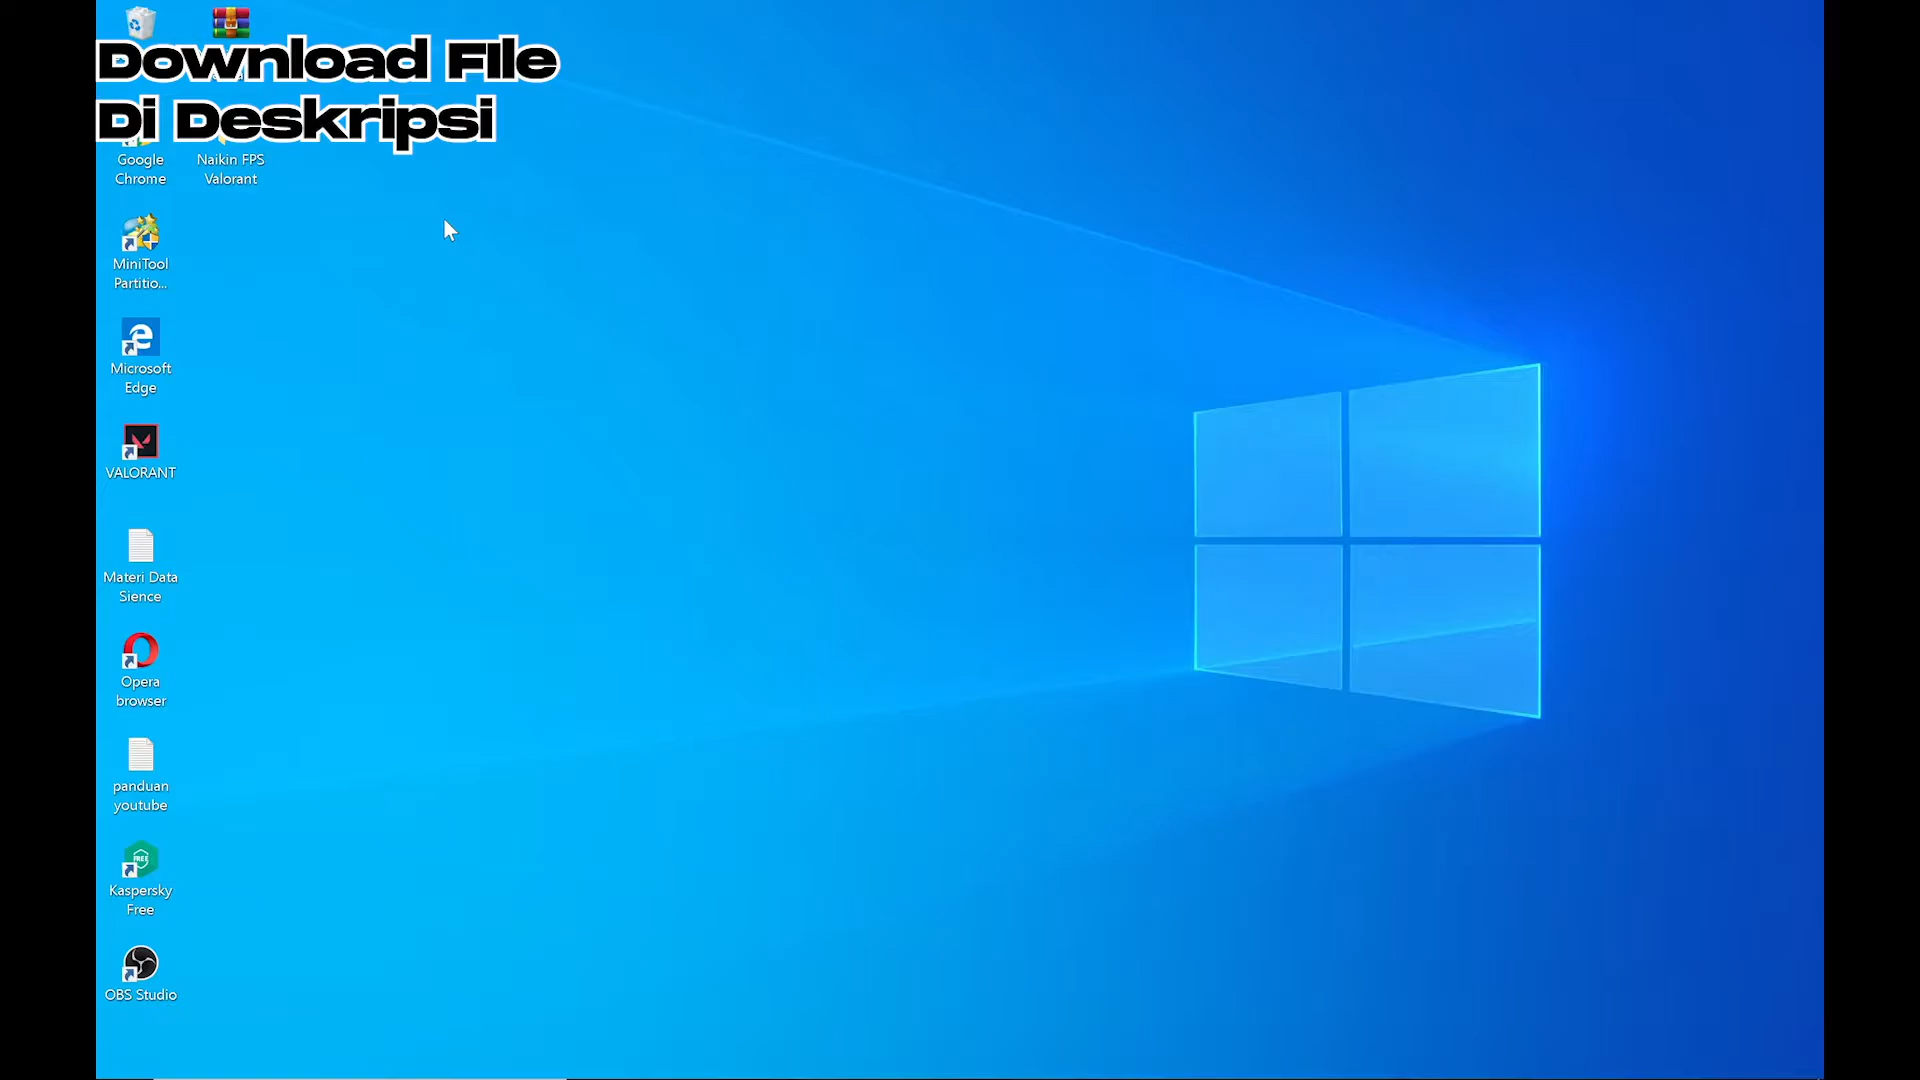 Download FIle
Di Deskripsi
Google
Chrome
Naikin FPS
Valorant
MiniTool
Partitio...
Microsoft
Edge
VALORANT
Materi Data
Sience
Opera
browser
panduan
youtube
FREE
Kaspersky
Free
OBS Studio